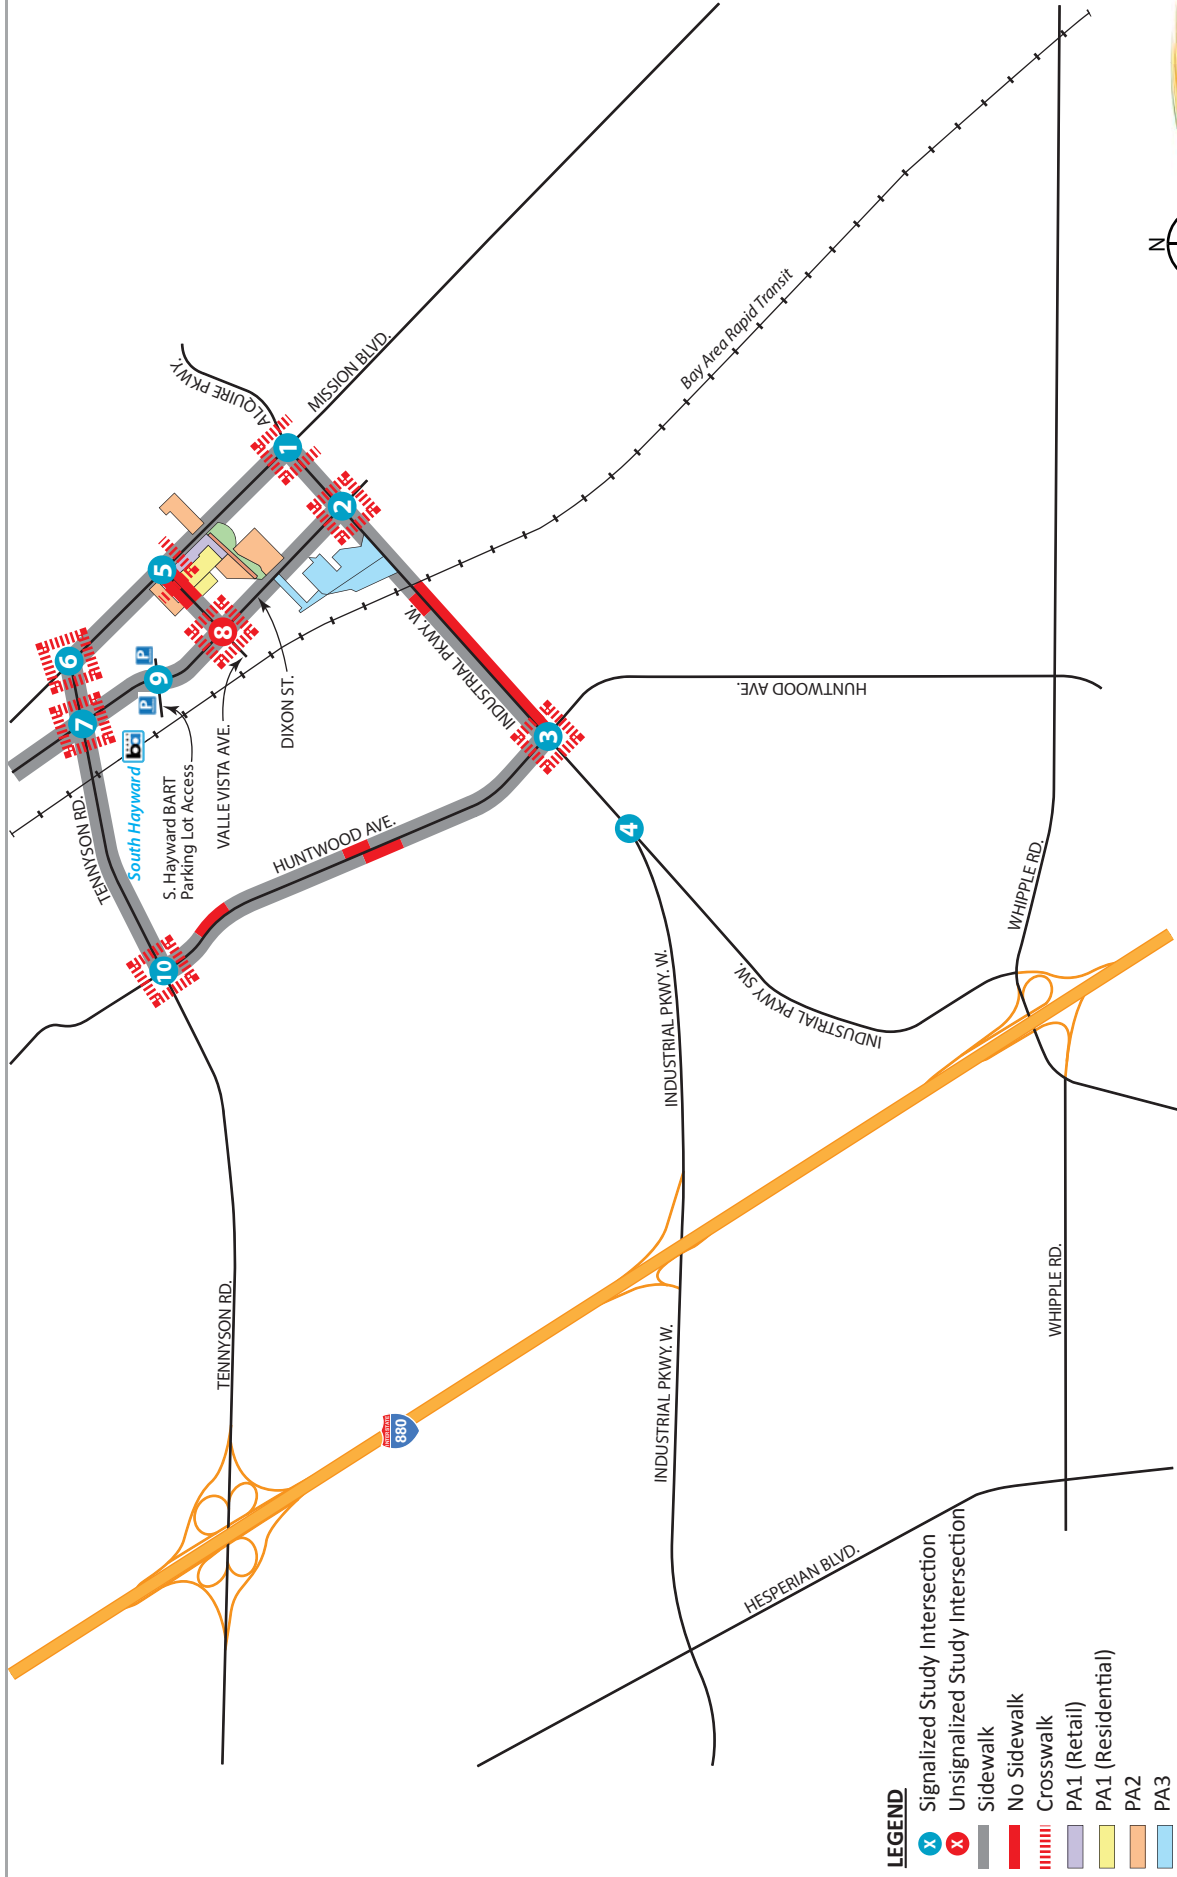 ALQUIRE PKWY.
MISSION BLVD.
Bay Area Rapid Transit
1
2
3
4
5
6
7
8
9
10
P
P
INDUSTRIAL PKWY. W.
DIXON ST.
VALLE VISTA AVE.
S. Hayward BART
Parking Lot Access
South Hayward
ba
TENNYSON RD.
HUNTWOOD AVE.
HUNTWOOD AVE.
WHIPPLE RD.
INDUSTRIAL PKWY SW.
INDUSTRIAL PKWY. W.
INDUSTRIAL PKWY. W.
TENNYSON RD.
WHIPPLE RD.
HESPERIAN BLVD.
INTERSTATE
880
N
LEGEND
X Signalized Study Intersection
X Unsignalized Study Intersection
Sidewalk
No Sidewalk
Crosswalk
PA1 (Retail)
PA1 (Residential)
PA2
PA3